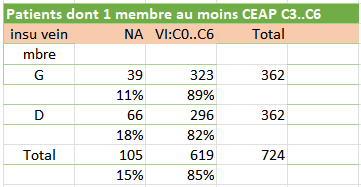 Patients dont 1 membre au moins CEAP C3..C6
insu vein NA VI:C0..C6 Total
mbre
G 39 323 362
11% 89%
D 66 296 362
18% 82%
Total 105 619 724
15% 85%